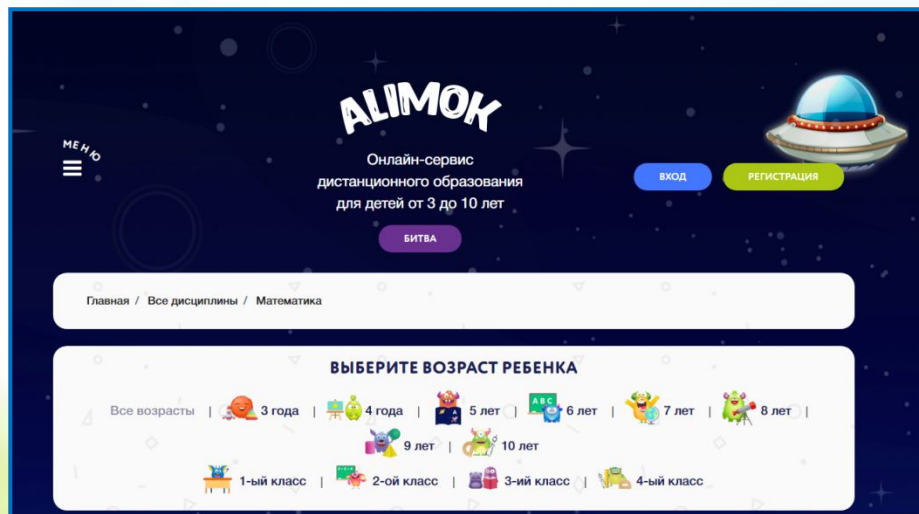 ALIMOK
МЕНЮ
Онлайн-сервис
дистанционного образования
для детей от 3 до 10 лет
ВХОД
РЕГИСТРАЦИЯ
БИТВА
Главная / Все дисциплины / Математика
ВЫБЕРИТЕ ВОЗРАСТ РЕБЕНКА
Все возрасты | 3 года | 4 года | 5 лет | 6 лет | 7 лет | 8 лет |
9 лет | 10 лет
1-ый класс | 2-ой класс | 3-ий класс | 4-ый класс